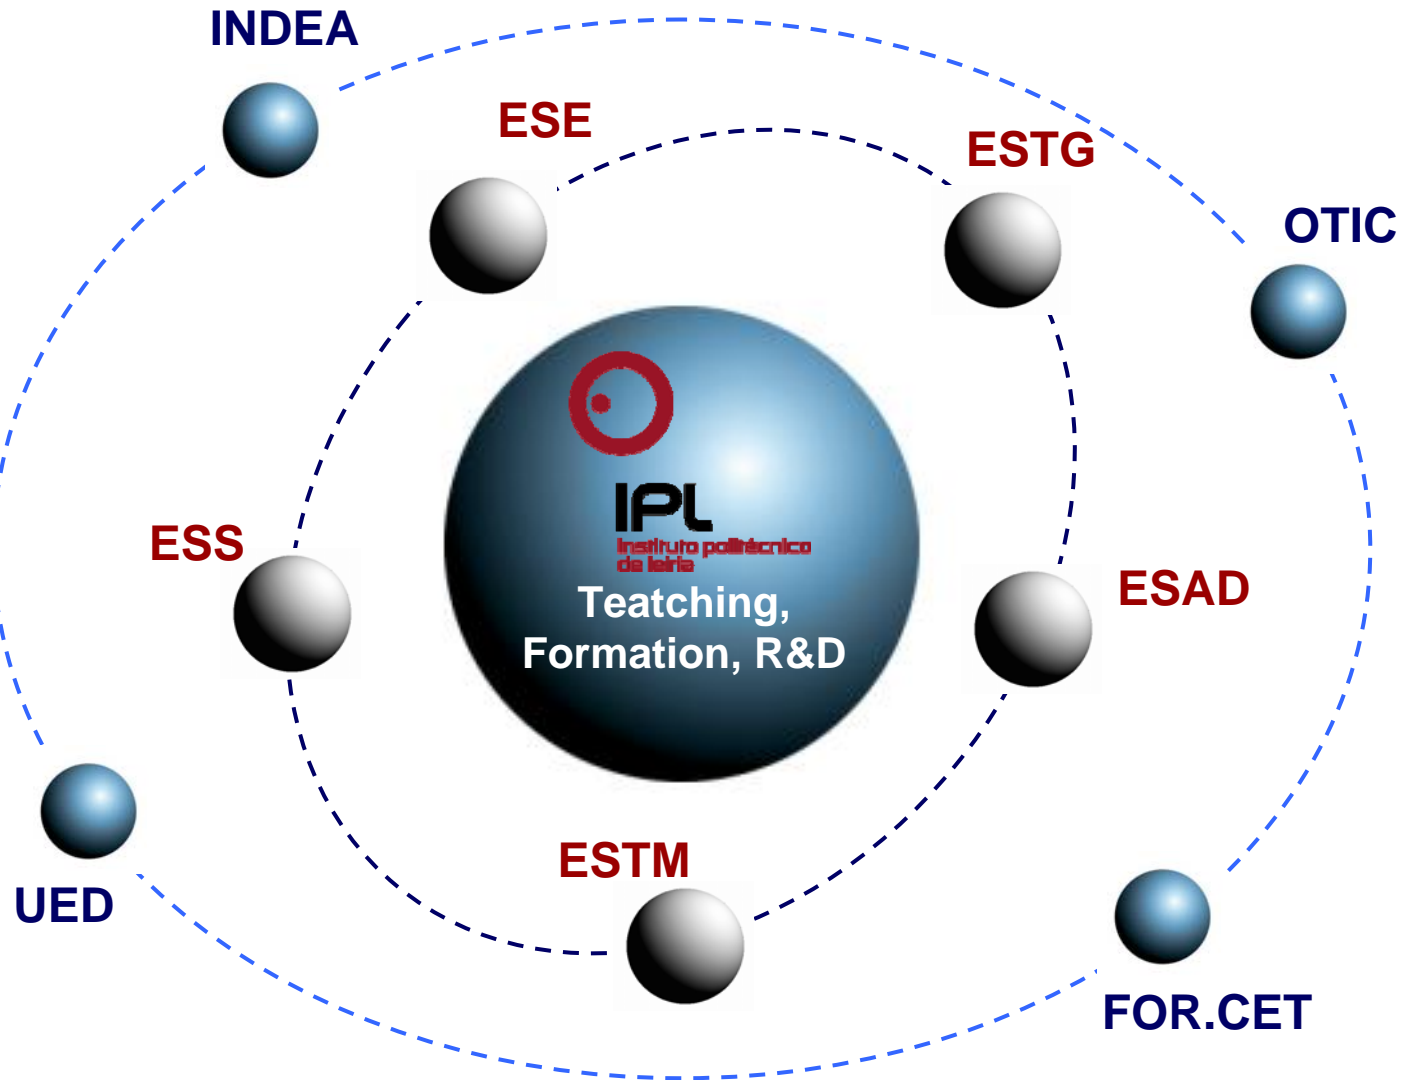 INDEA
ESE
ESTG
OTIC
IPL
instituto politécnico
de leiria
ESS
Teatching,
Formation, R&D
ESAD
ESTM
UED
FOR.CET